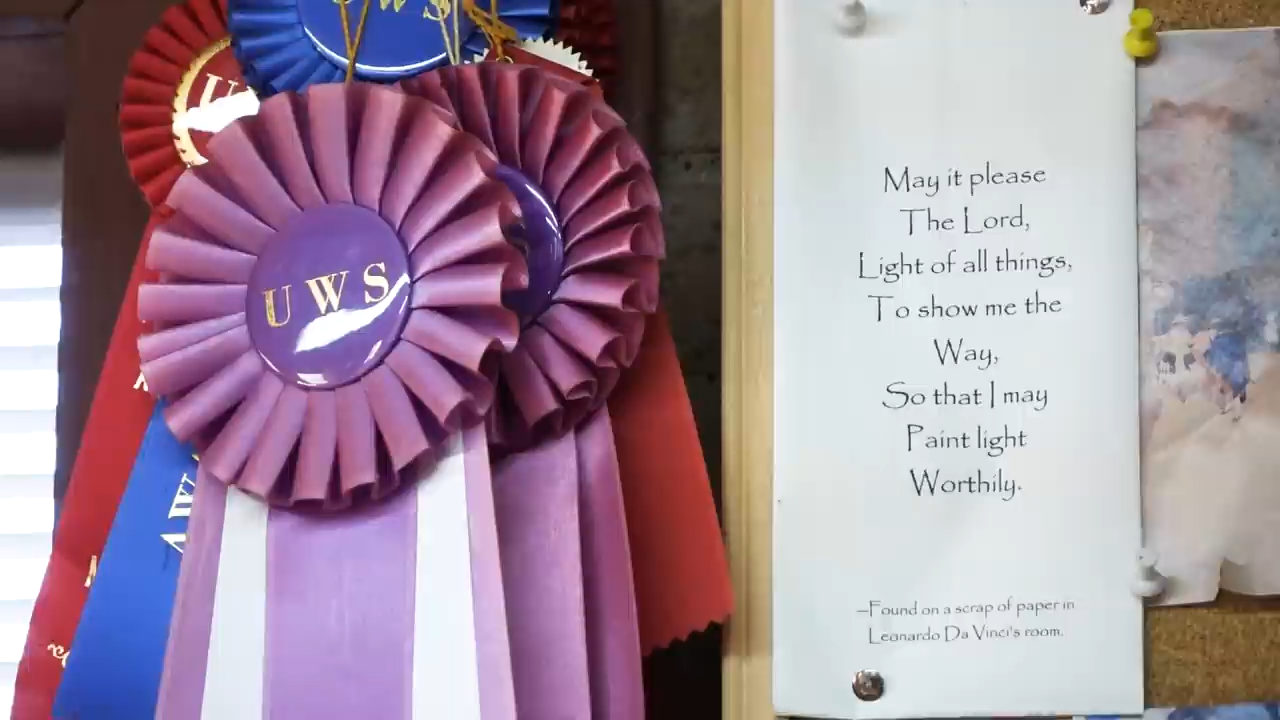 UWS
May it please
The Lord,
Light of all things,
To show me the
Way,
So that I may
Paint light
Worthily.
—Found on a scrap of paper in
Leonardo Da Vinci's room.